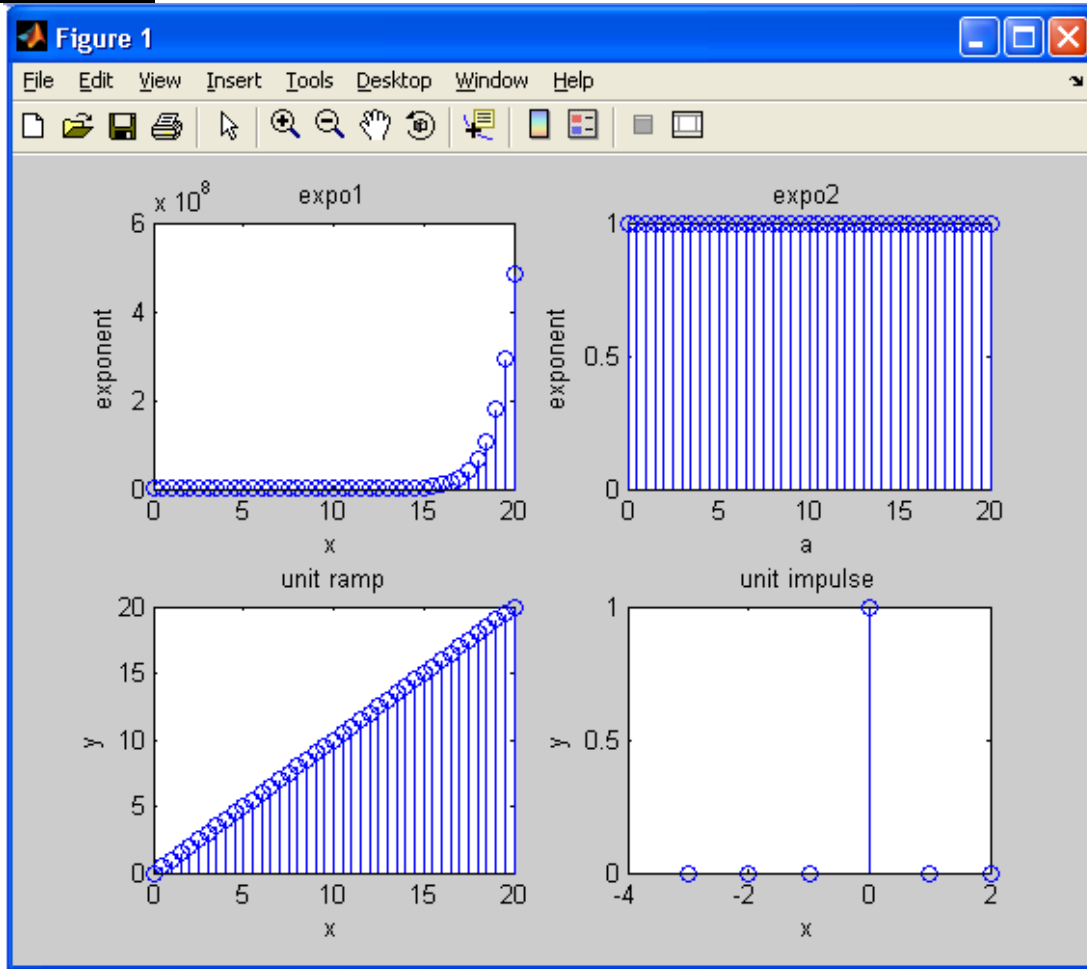 Figure 1
File Edit View Insert Tools Desktop Window Help
x 10^8
expo1
6
4
2
0
exponent
0 5 10 15 20
x
expo2
1
0.5
0
exponent
0 5 10 15 20
a
unit ramp
20
15
10
5
0
y
0 5 10 15 20
x
unit impulse
1
0.5
0
y
-4 -2 0 2
x